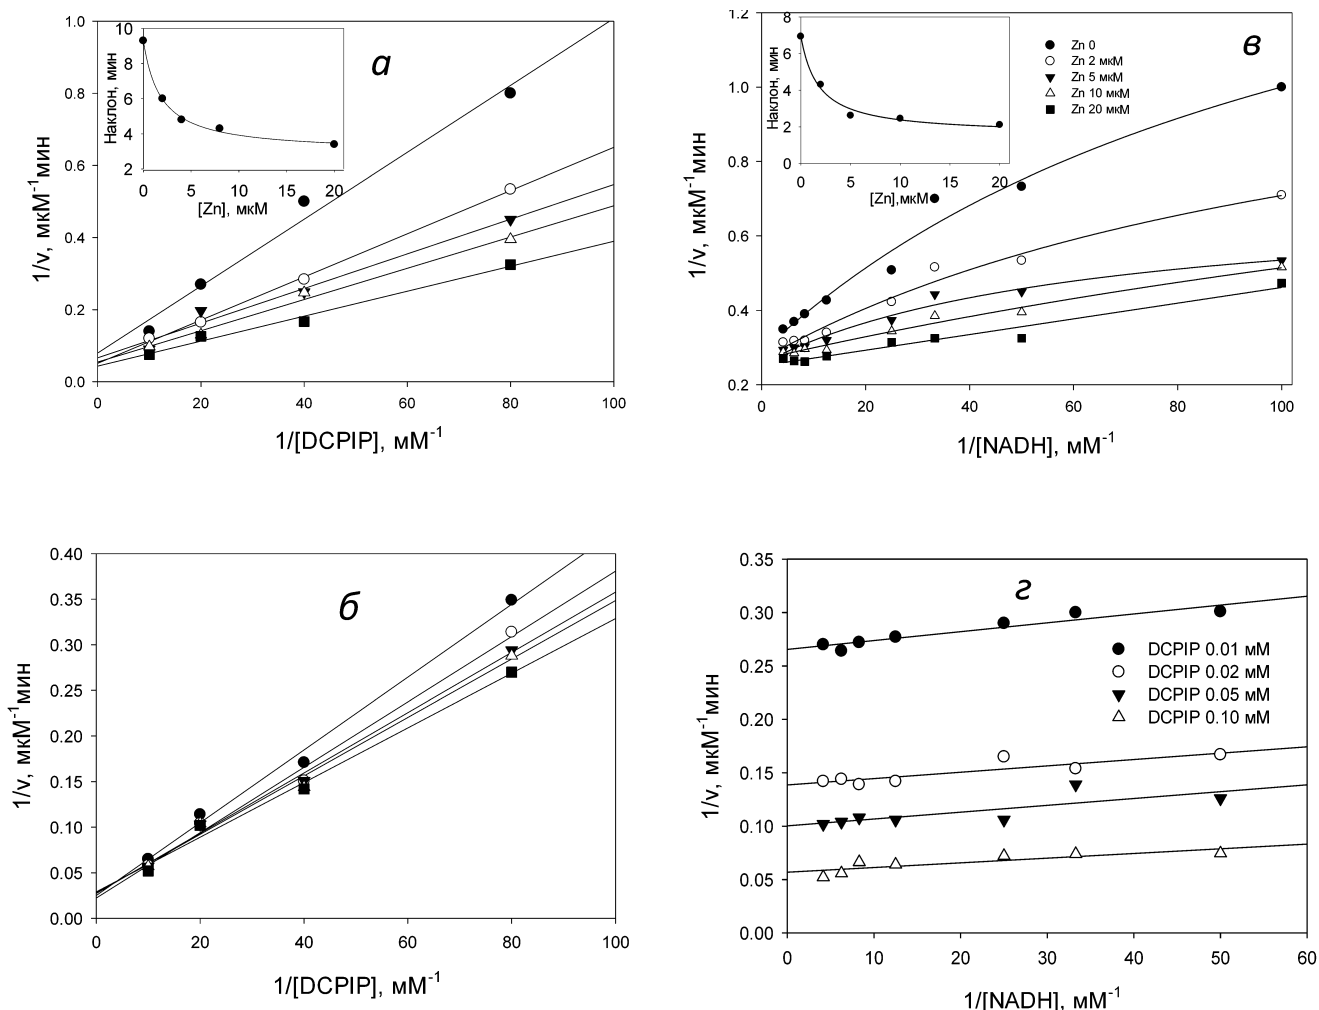 а
1/v, мкМ-1мин
1.0
0.8
0.6
0.4
0.2
0.0
0 20 40 60 80 100
1/[DCPIP], мМ-1
Наклон, мин
10
8
6
4
2
0 5 10 15 20
[Zn], мкМ
в
1/v, мкМ-1мин
1.2
1.0
0.8
0.6
0.4
0.2
0 20 40 60 80 100
1/[NADH], мМ-1
Наклон, мин
8
6
4
2
0
0 5 10 15 20
[Zn],мкМ
Zn 0
Zn 2 мкМ
Zn 5 мкМ
Zn 10 мкМ
Zn 20 мкМ
б
1/v, мкМ-1мин
0.40
0.35
0.30
0.25
0.20
0.15
0.10
0.05
0.00
0 20 40 60 80 100
1/[DCPIP], мМ-1
г
1/v, мкМ-1мин
0.35
0.30
0.25
0.20
0.15
0.10
0.05
0.00
0 10 20 30 40 50 60
1/[NADH], мМ-1
DCPIP 0.01 мМ
DCPIP 0.02 мМ
DCPIP 0.05 мМ
DCPIP 0.10 мМ